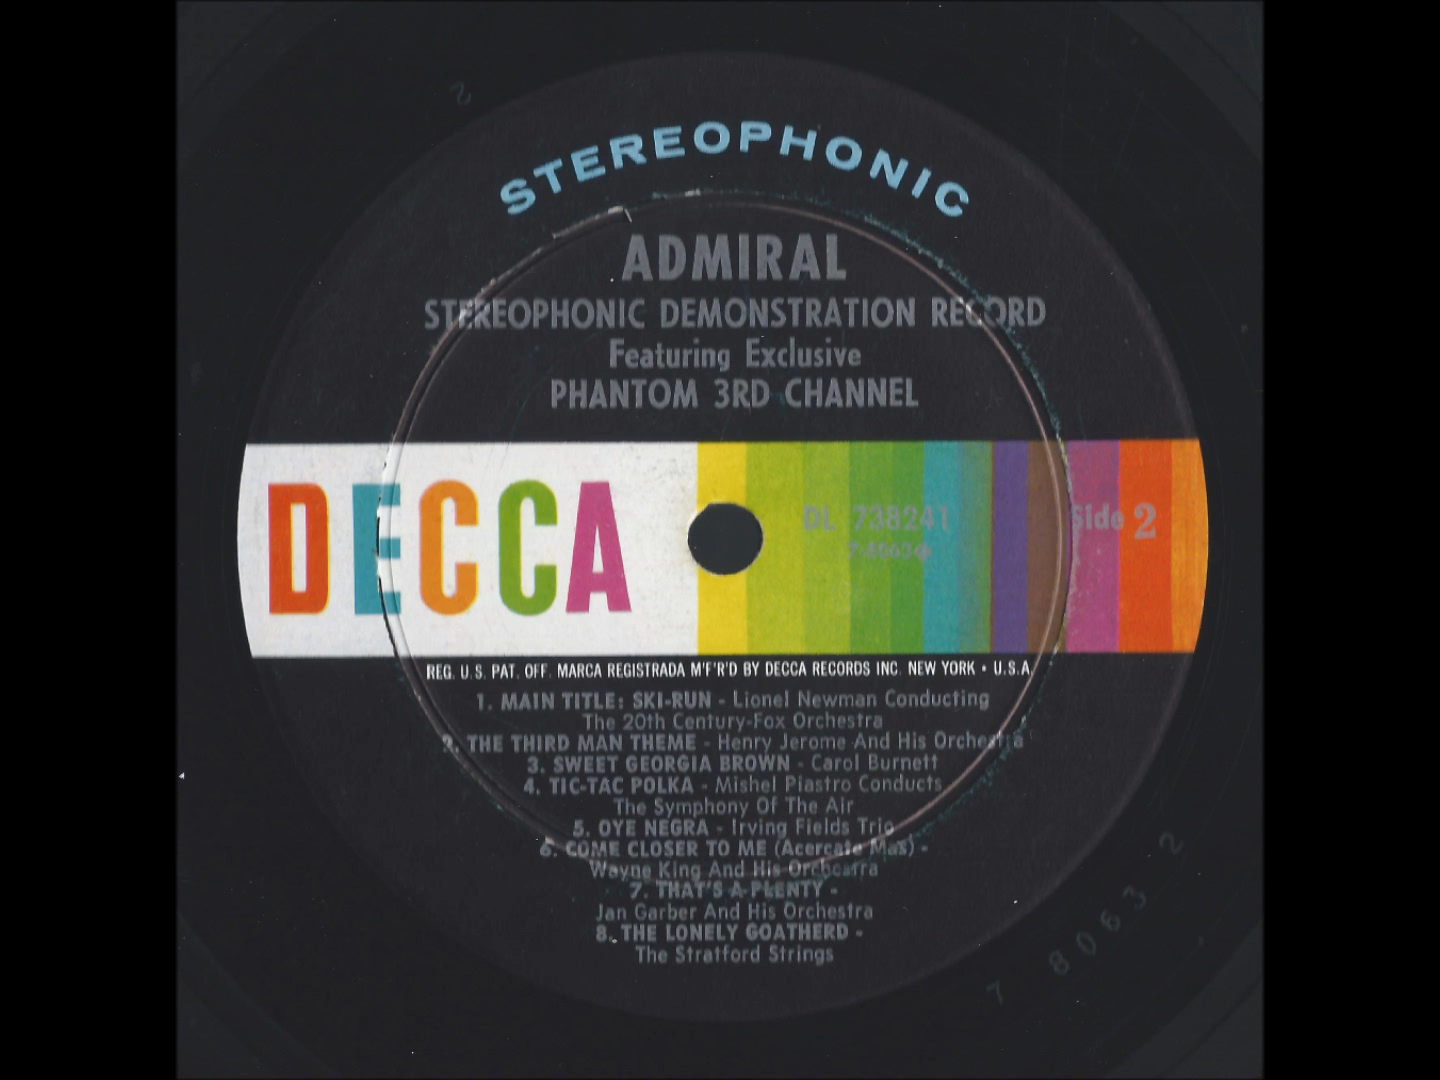 STEREOPHONIC
ADMIRAL
STEREOPHONIC DEMONSTRATION RECORD
Featuring Exclusive
PHANTOM 3RD CHANNEL
DECCA
DL 738241
Side 2
REG. U.S. PAT. OFF. MARCA REGISTRADA M'F'R'D BY DECCA RECORDS INC. NEW YORK • U.S.A.
1. MAIN TITLE: SKI-RUN - Lionel Newman Conducting
The 20th Century-Fox Orchestra
2. THE THIRD MAN THEME - Henry Jerome And His Orchestra
3. SWEET GEORGIA BROWN - Carol Burnett
4. TIC-TAC POLKA - Mishel Piastro Conducts
The Symphony Of The Air
5. OYE NEGRA - Irving Fields Trio
6. COME CLOSER TO ME (Acercate Mas) -
Wayne King And His Orchestra
7. THAT'S A-PLENTY -
Jan Garber And His Orchestra
8. THE LONELY GOATHERD -
The Stratford Strings
7 8063 2
2